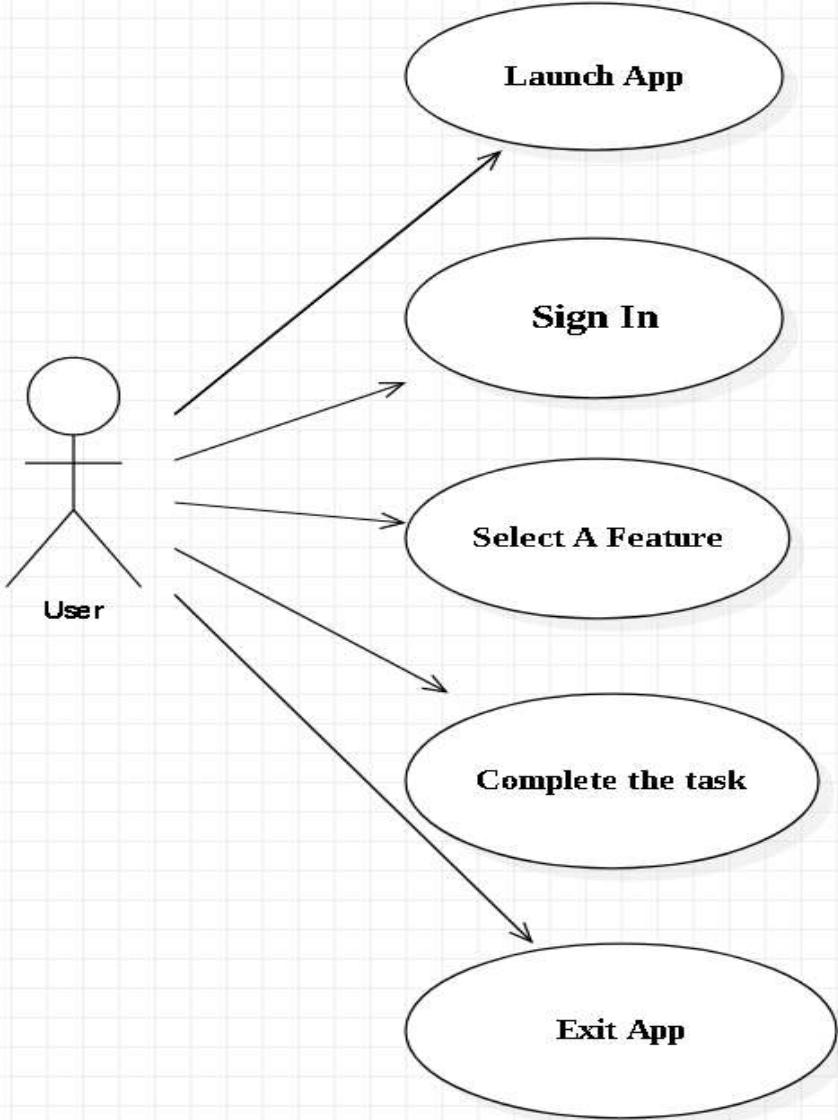 Launch App
Sign In
Select A Feature
User
Complete the task
Exit App